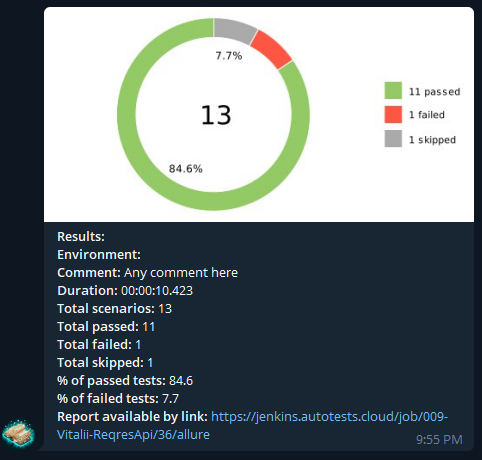 7.7%
11 passed
13
1 failed
1 skipped
84.6%
Results:
Environment:
Comment: Any comment here
Duration: 00:00:10.423
Total scenarios: 13
Total passed: 11
Total failed: 1
Total skipped: 1
% of passed tests: 84.6
% of failed tests: 7.7
Report available by link: https://jenkins.autotests.cloud/job/009-
Vitalii-ReqresApi/36/allure
9:55 PM